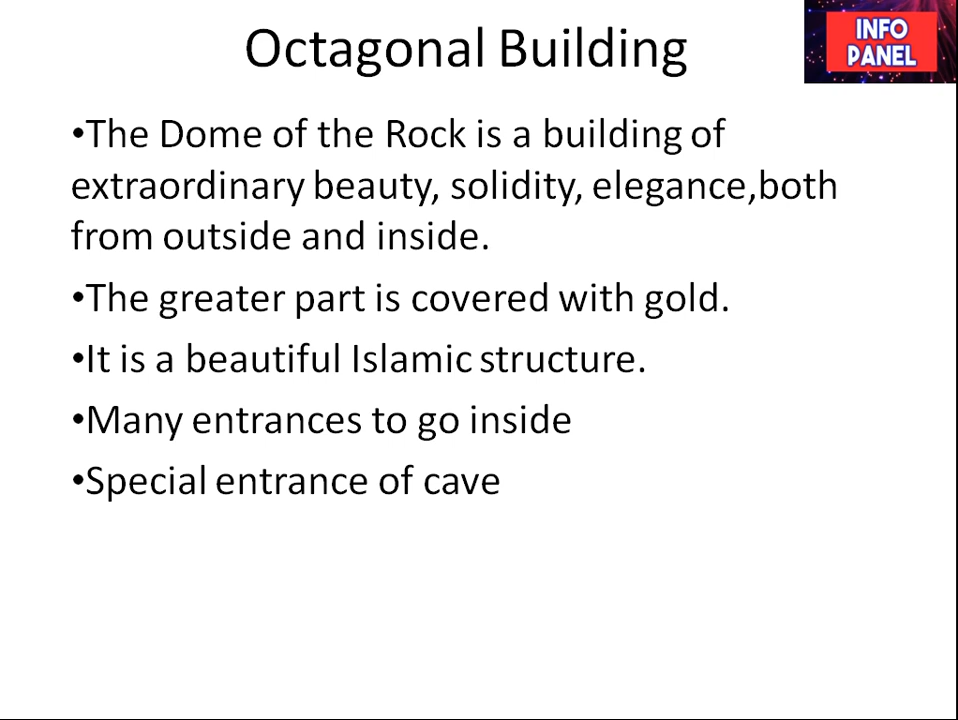 Octagonal Building
INFO
PANEL
•The Dome of the Rock is a building of
extraordinary beauty, solidity, elegance,both
from outside and inside.
•The greater part is covered with gold.
•It is a beautiful Islamic structure.
•Many entrances to go inside
•Special entrance of cave